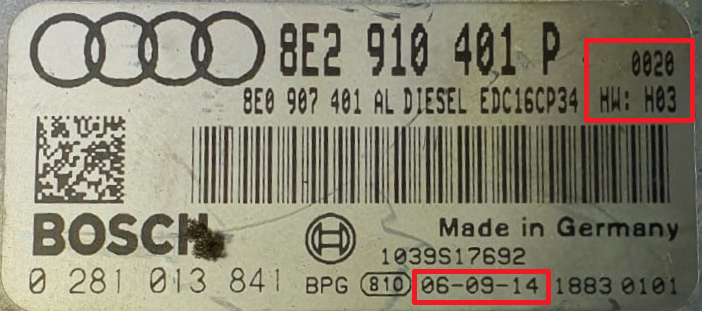 8E2 910 401 P 0020
8E0 907 401 AL DIESEL EDC16CP34 HW: H03
BOSCH
Made in Germany
1039S17692
0 281 013 841 BPG 810 06-09-14 1883 0101